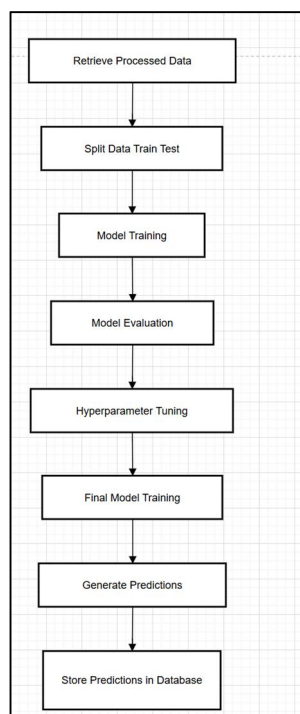 Retrieve Processed Data
Split Data Train Test
Model Training
Model Evaluation
Hyperparameter Tuning
Final Model Training
Generate Predictions
Store Predictions in Database